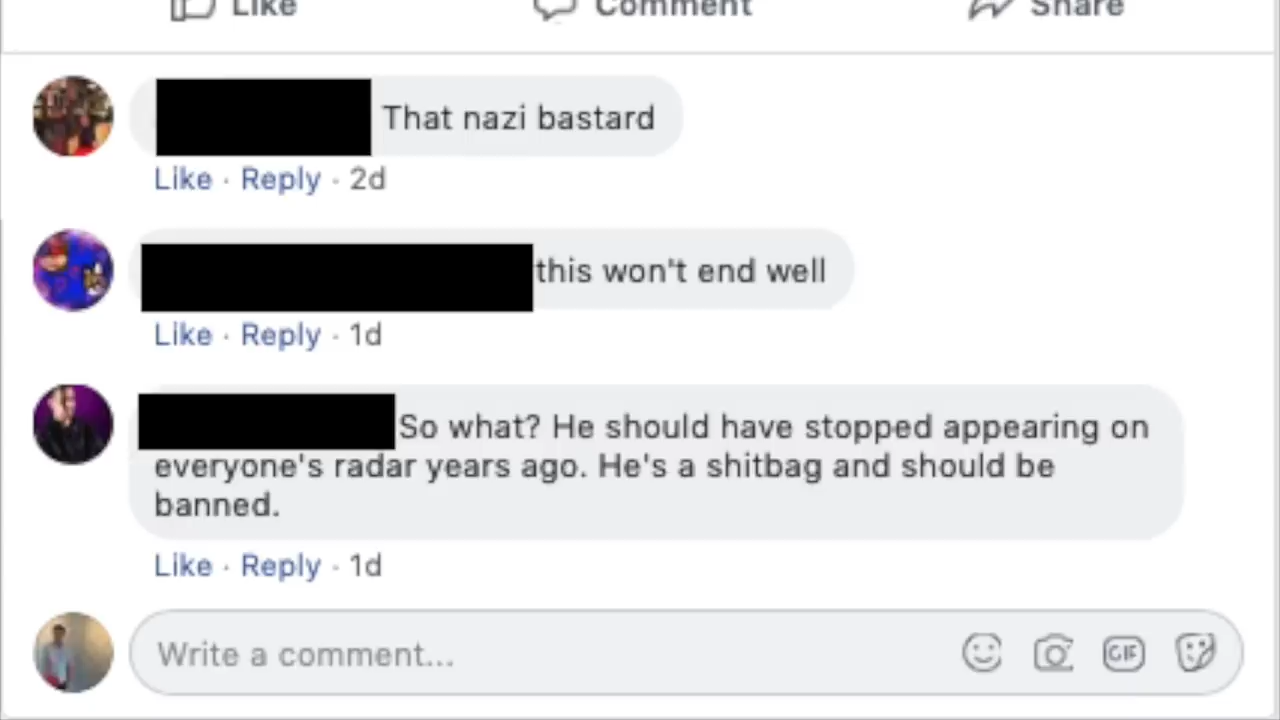 Like Comment Share
That nazi bastard
Like · Reply · 2d
this won't end well
Like · Reply · 1d
So what? He should have stopped appearing on
everyone's radar years ago. He's a shitbag and should be
banned.
Like · Reply · 1d
Write a comment...
GIF